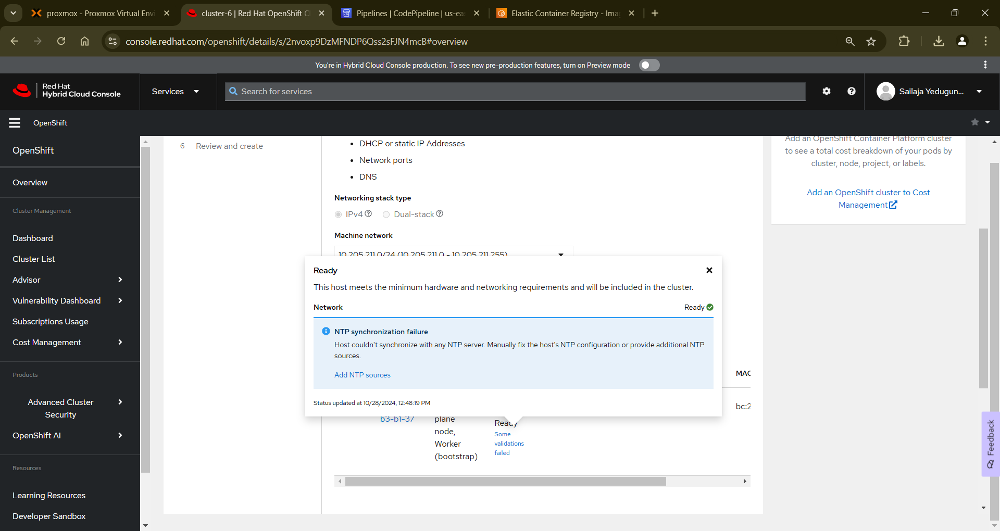 proxmox - Proxmox Virtual Envi
cluster-6 | Red Hat OpenShift C
Pipelines | CodePipeline | us-ea
Elastic Container Registry - Ima
console.redhat.com/openshift/details/s/2nvoxp9DzMFNDP6Qss2sFJN4mcB#overview
You're in Hybrid Cloud Console production. To see new pre-production features, turn on Preview mode
Red Hat
Hybrid Cloud Console
Services
Search for services
Sailaja Yedugun...
OpenShift
OpenShift
Overview
Cluster Management
Dashboard
Cluster List
Advisor
Vulnerability Dashboard
Subscriptions Usage
Cost Management
Products
Advanced Cluster
Security
OpenShift AI
Resources
Learning Resources
Developer Sandbox
6 Review and create
• DHCP or static IP Addresses
• Network ports
• DNS
Networking stack type
IPv4 Dual-stack
Machine network
10.205.211.0/24 (10.205.211.0 - 10.205.211.255)
Ready
This host meets the minimum hardware and networking requirements and will be included in the cluster.
Network Ready
NTP synchronization failure
Host couldn't synchronize with any NTP server. Manually fix the host's NTP configuration or provide additional NTP
sources.
Add NTP sources
Status updated at 10/28/2024, 12:48:19 PM
MAC
bc:2
b3-b1-37
plane
node,
Worker
(bootstrap)
Ready
Some
validations
failed
Add an OpenShift Container Platform cluster
to see a total cost breakdown of your pods by
cluster, node, project, or labels.
Add an OpenShift cluster to Cost
Management
Feedback